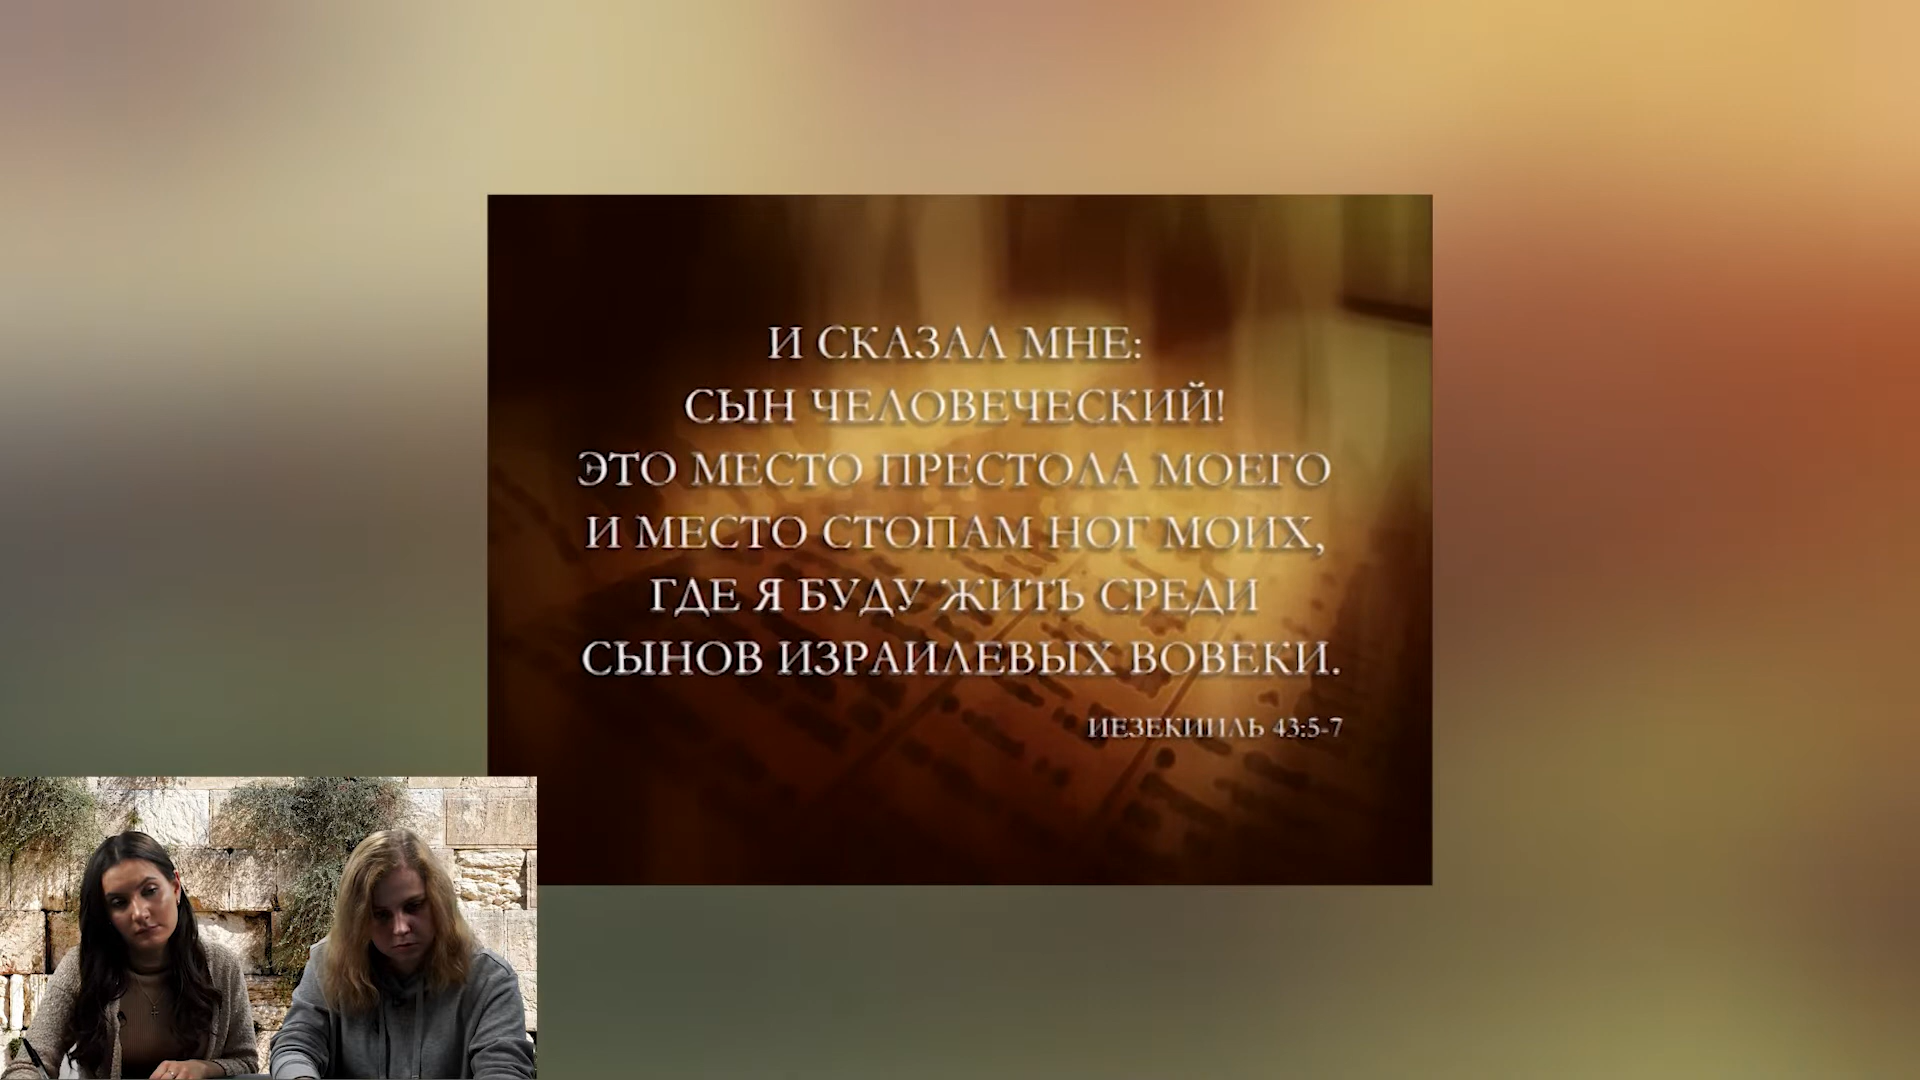 И СКАЗАЛ МНЕ:
СЫН ЧЕЛОВЕЧЕСКИЙ!
ЭТО МЕСТО ПРЕСТОЛА МОЕГО
И МЕСТО СТОПАМ НОГ МОИХ,
ГДЕ Я БУДУ ЖИТЬ СРЕДИ
СЫНОВ ИЗРАИЛЕВЫХ ВОВЕКИ.
ИЕЗЕКИИЛЬ 43:5-7